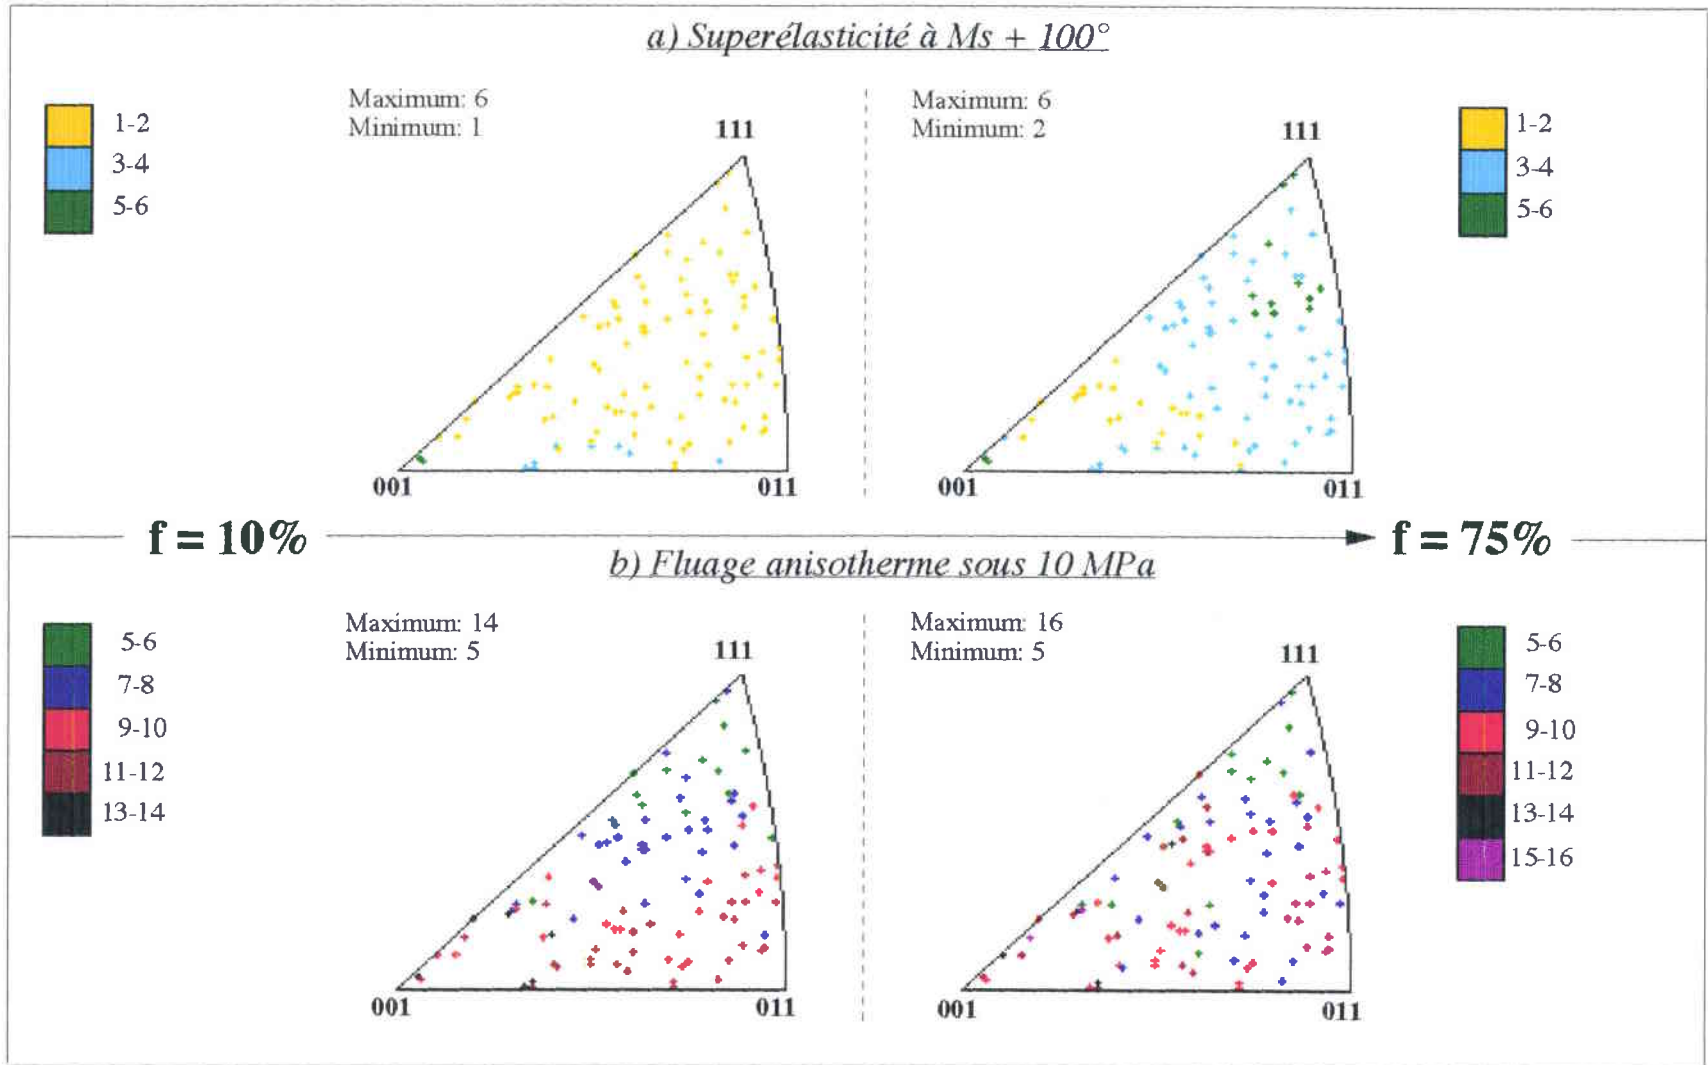 a) Superélasticité à Ms + 100°
1-2
3-4
5-6
Maximum: 6
Minimum: 1
111
001
011
Maximum: 6
Minimum: 2
111
001
011
1-2
3-4
5-6
f = 10%
f = 75%
b) Fluage anisotherme sous 10 MPa
5-6
7-8
9-10
11-12
13-14
Maximum: 14
Minimum: 5
111
001
011
Maximum: 16
Minimum: 5
111
001
011
5-6
7-8
9-10
11-12
13-14
15-16